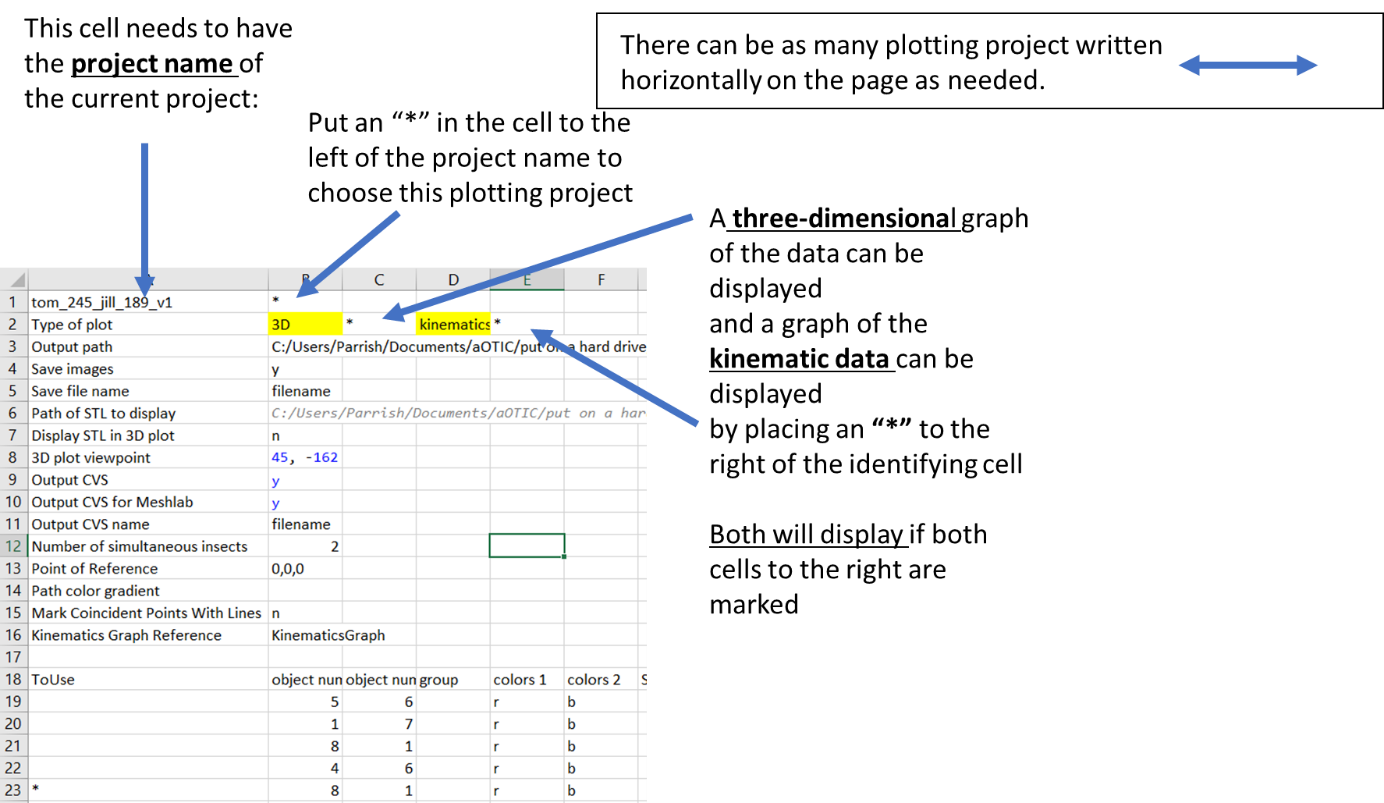 This cell needs to have
the project name of
the current project:
There can be as many plotting project written
horizontally on the page as needed.
Put an “*” in the cell to the
left of the project name to
choose this plotting project
A three-dimensional graph
of the data can be
displayed
and a graph of the
kinematic data can be
displayed
by placing an “*” to the
right of the identifying cell
Both will display if both
cells to the right are
marked
A B C D E F
1 tom_245_jill_189_v1 *
2 Type of plot 3D * kinematics *
3 Output path C:/Users/Parrish/Documents/aOTIC/put on a hard drive
4 Save images y
5 Save file name filename
6 Path of STL to display C:/Users/Parrish/Documents/aOTIC/put on a har
7 Display STL in 3D plot n
8 3D plot viewpoint 45, -162
9 Output CVS y
10 Output CVS for Meshlab y
11 Output CVS name filename
12 Number of simultaneous insects 2
13 Point of Reference 0,0,0
14 Path color gradient
15 Mark Coincident Points With Lines n
16 Kinematics Graph Reference KinematicsGraph
17
18 ToUse object nun object nun group colors 1 colors 2 S
19 5 6 r b
20 1 7 r b
21 8 1 r b
22 4 6 r b
23 * 8 1 r b